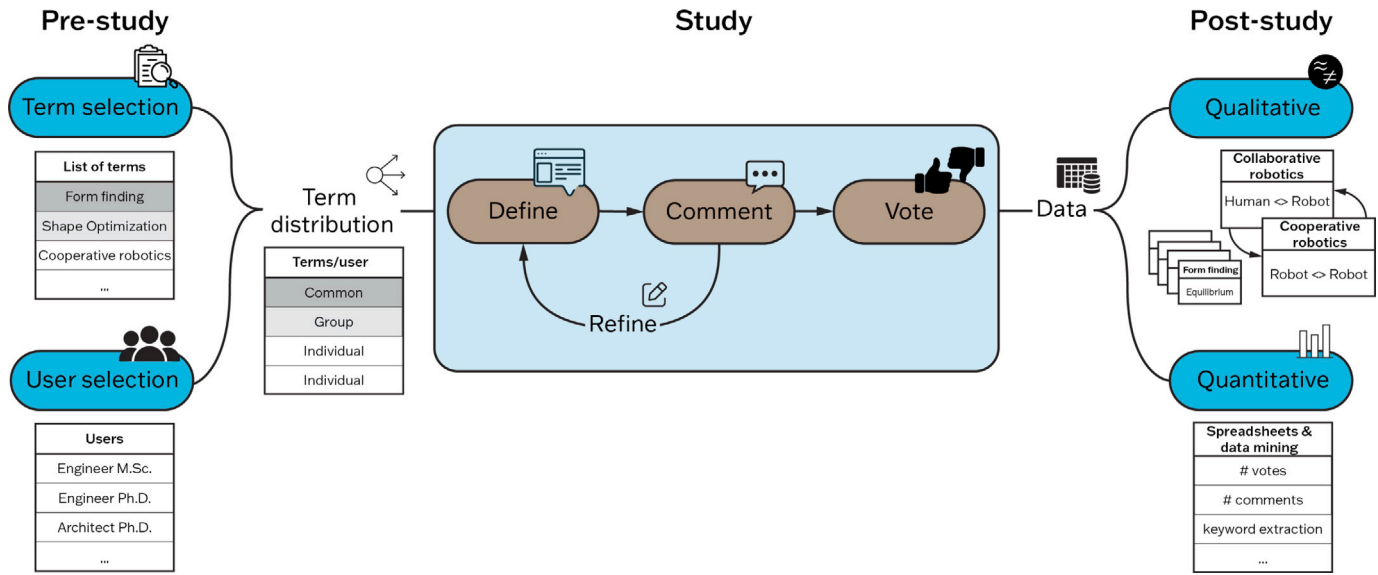 Pre-study
Study
Post-study
Term selection
List of terms
Form finding
Shape Optimization
Cooperative robotics
...
User selection
Users
Engineer M.Sc.
Engineer Ph.D.
Architect Ph.D.
...
Term
distribution
Terms/user
Common
Group
Individual
Individual
Define
Comment
Vote
Refine
Data
Qualitative
Collaborative
robotics
Human <> Robot
Cooperative
robotics
Robot <> Robot
Form finding
Equilibrium
Quantitative
Spreadsheets &
data mining
# votes
# comments
keyword extraction
...